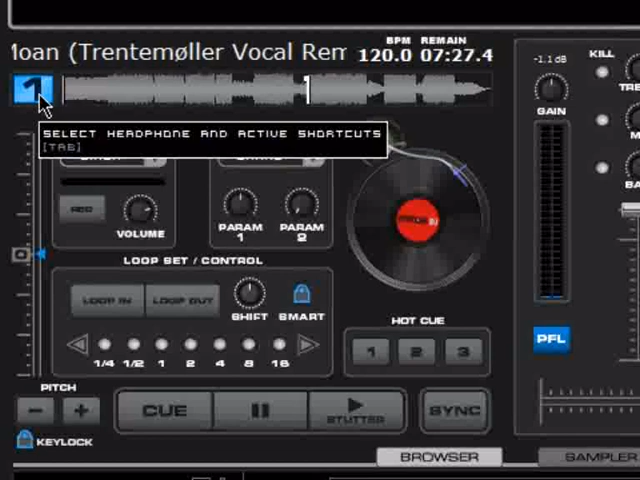 BPM REMAIN
Moan (Trentemøller Vocal Rem 120.0 07:27.4
1
SELECT HEADPHONE AND ACTIVE SHORTCUTS
[TAB]
-1.1 dB
KILL
GAIN
REC
VOLUME
PARAM 1
PARAM 2
LOOP SET / CONTROL
LOOP IN LOOP OUT
SHIFT SMART
1/4 1/2 1 2 4 8 16
HOT CUE
1 2 3
PFL
PITCH
- +
CUE
STUTTER
SYNC
KEYLOCK
BROWSER
SAMPLER